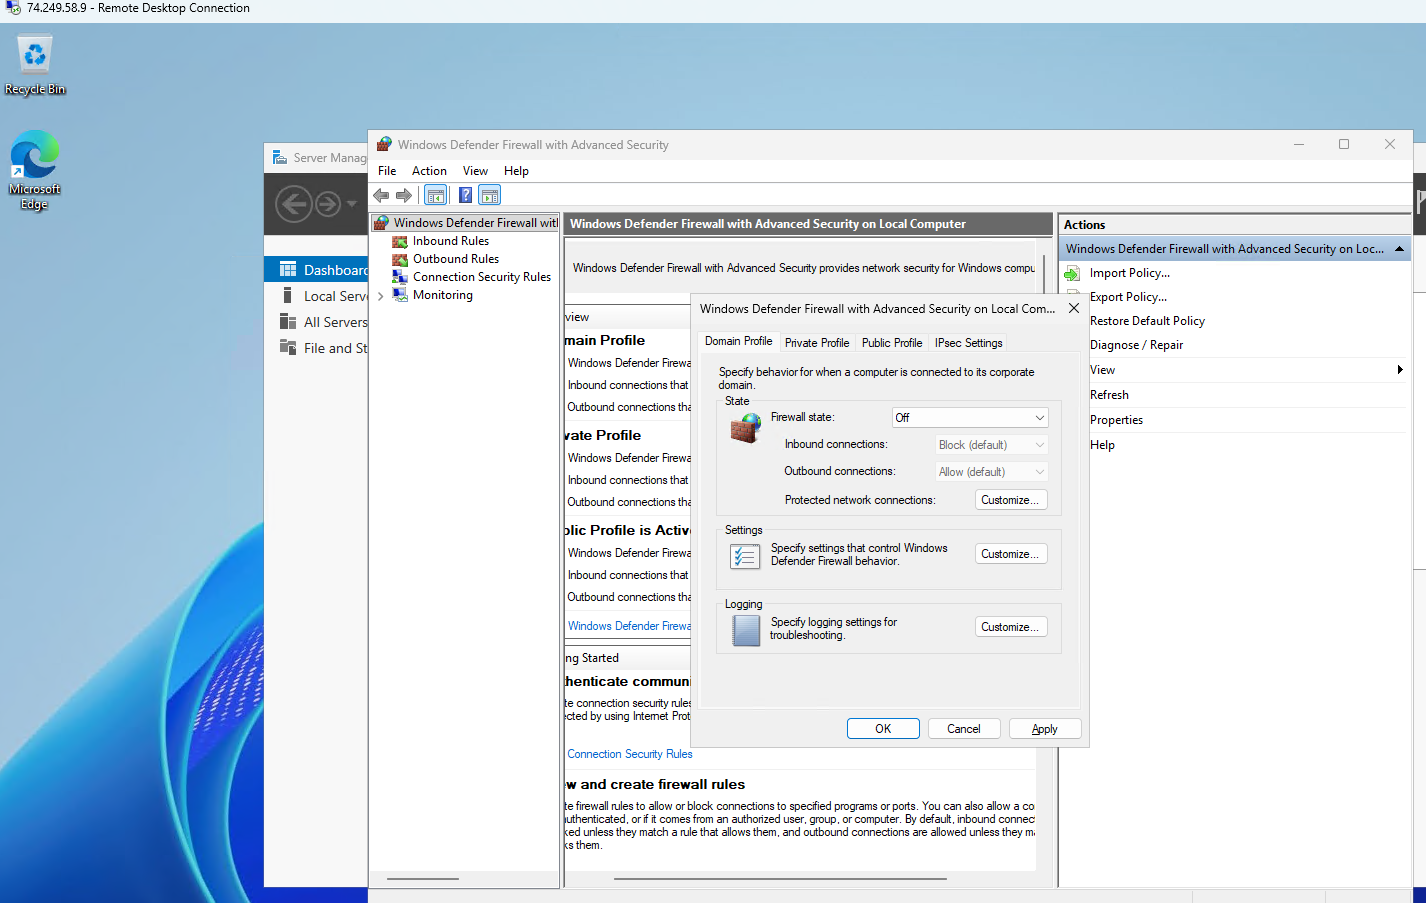 74.249.58.9 - Remote Desktop Connection
Recycle Bin
Microsoft
Edge
Server Manag
Dashboard
Local Serve
All Servers
File and St
Windows Defender Firewall with Advanced Security
File Action View Help
Windows Defender Firewall with
Inbound Rules
Outbound Rules
Connection Security Rules
Monitoring
Windows Defender Firewall with Advanced Security on Local Computer
Windows Defender Firewall with Advanced Security provides network security for Windows compu
view
main Profile
Windows Defender Firewa
Inbound connections that
Outbound connections tha
vate Profile
Windows Defender Firewa
Inbound connections that
Outbound connections tha
blic Profile is Active
Windows Defender Firewa
Inbound connections that
Outbound connections tha
Windows Defender Firewa
ng Started
thenticate communi
te connection security rules
cted by using Internet Prot
Connection Security Rules
w and create firewall rules
te firewall rules to allow or block connections to specified programs or ports. You can also allow a co
uthenticated, or if it comes from an authorized user, group, or computer. By default, inbound connect
ked unless they match a rule that allows them, and outbound connections are allowed unless they ma
ks them.
Windows Defender Firewall with Advanced Security on Local Com...
Domain Profile Private Profile Public Profile IPsec Settings
Specify behavior for when a computer is connected to its corporate
domain.
State
Firewall state: Off
Inbound connections: Block (default)
Outbound connections: Allow (default)
Protected network connections: Customize...
Settings
Specify settings that control Windows
Defender Firewall behavior.
Customize...
Logging
Specify logging settings for
troubleshooting.
Customize...
OK Cancel Apply
Actions
Windows Defender Firewall with Advanced Security on Loc...
Import Policy...
Export Policy...
Restore Default Policy
Diagnose / Repair
View
Refresh
Properties
Help